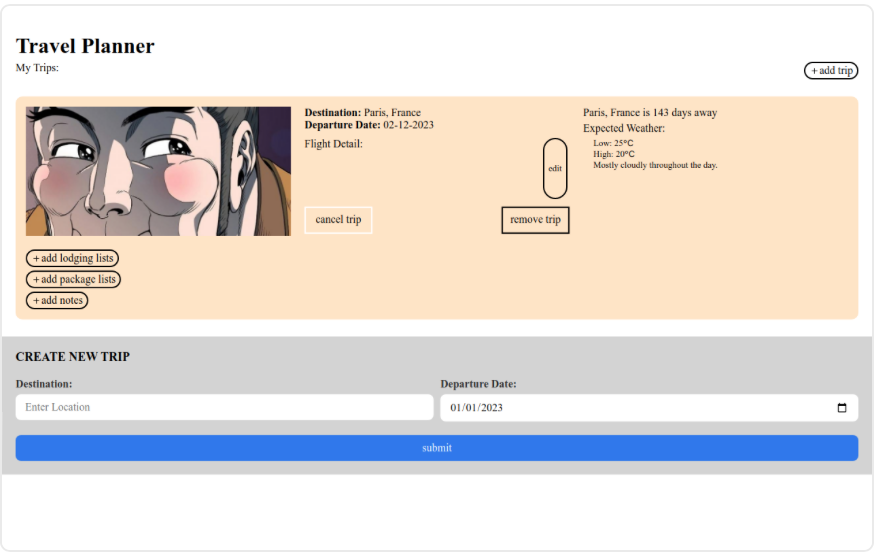 Travel Planner
My Trips:
+ add trip
Destination: Paris, France
Departure Date: 02-12-2023
Flight Detail:
edit
cancel trip
remove trip
Paris, France is 143 days away
Expected Weather:
Low: 25°C
High: 20°C
Mostly cloudly throughout the day.
+ add lodging lists
+ add package lists
+ add notes
CREATE NEW TRIP
Destination:
Enter Location
Departure Date:
01/01/2023
submit